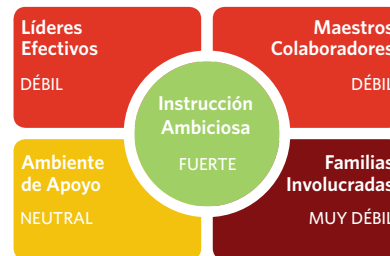 Líderes
Efectivos
DÉBIL
Maestros
Colaboradores
DÉBIL
Instrucción
Ambiciosa
FUERTE
Ambiente
de Apoyo
NEUTRAL
Familias
Involucradas
MUY DÉBIL